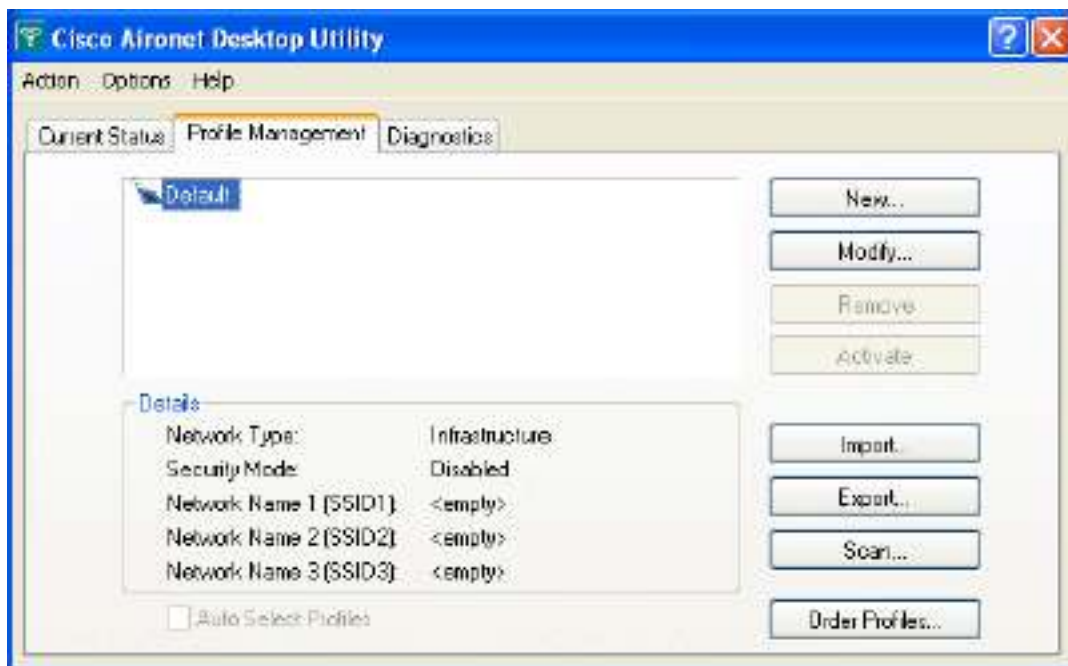 Cisco Aironet Desktop Utility
Action Options Help
Current Status Profile Management Diagnostics
Default
New...
Modify...
Remove
Activate
Details
Network Type: Infrastructure
Security Mode: Disabled
Network Name 1 (SSID1): <empty>
Network Name 2 (SSID2): <empty>
Network Name 3 (SSID3): <empty>
Auto Select Profiles
Import...
Export...
Scan...
Order Profiles...